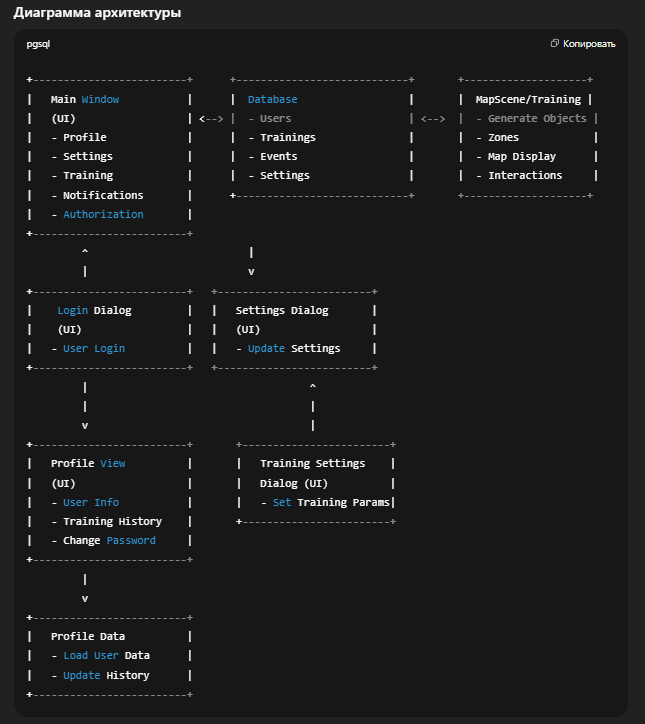 Диаграмма архитектуры
pgsql
Копировать
+-------------------------+      +----------------------------+       +--------------------+
|   Main Window           |      |  Database                  |       |  MapScene/Training |
|   (UI)                  | <--> |  - Users                   | <-->  |  - Generate Objects |
|   - Profile             |      |  - Trainings               |       |  - Zones            |
|   - Settings            |      |  - Events                  |       |  - Map Display      |
|   - Training            |      |  - Settings                |       |  - Interactions     |
|   - Notifications       |      +----------------------------+       +--------------------+
|   - Authorization       |
+-------------------------+
         ^                          |
         |                          v
+-------------------------+   +-------------------------+
|    Login Dialog         |   |   Settings Dialog       |
|    (UI)                 |   |   (UI)                  |
|   - User Login          |   |   - Update Settings     |
+-------------------------+   +-------------------------+
         |                                    ^
         |                                    |
         v                                    |
+-------------------------+       +------------------------+
|   Profile View          |       |   Training Settings    |
|   (UI)                  |       |   Dialog (UI)          |
|   - User Info           |       |   - Set Training Params|
|   - Training History    |       +------------------------+
|   - Change Password     |
+-------------------------+
         |
         v
+-------------------------+
|   Profile Data          |
|   - Load User Data      |
|   - Update History      |
+-------------------------+